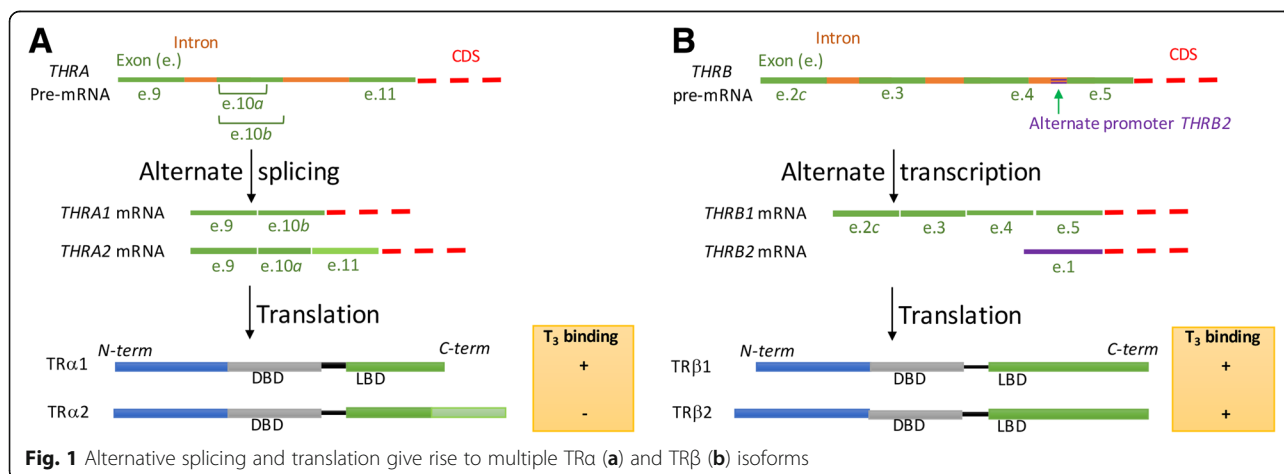 A
Intron
Exon (e.)
CDS
THRA
Pre-mRNA
e.9
e.10a
e.11
e.10b
Alternate splicing
THRA1 mRNA
e.9 e.10b
THRA2 mRNA
e.9 e.10a e.11
Translation
N-term C-term
TRα1
DBD LBD
TRα2
DBD
T3 binding
+
-
B
Intron
Exon (e.)
CDS
THRB
pre-mRNA
e.2c e.3 e.4 e.5
Alternate promoter THRB2
Alternate transcription
THRB1 mRNA
e.2c e.3 e.4 e.5
THRB2 mRNA
e.1
Translation
N-term C-term
TRβ1
DBD LBD
TRβ2
DBD LBD
T3 binding
+
+
Fig. 1 Alternative splicing and translation give rise to multiple TRα (a) and TRβ (b) isoforms